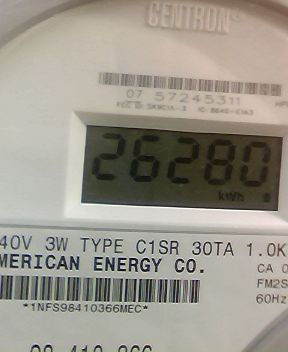 CENTRON®
07 57245311
26280
kWh
40V 3W TYPE C1SR 30TA 1.0K
MERICAN ENERGY CO.
CA 0
FM2S
60Hz
*1NFS98410366MEC*